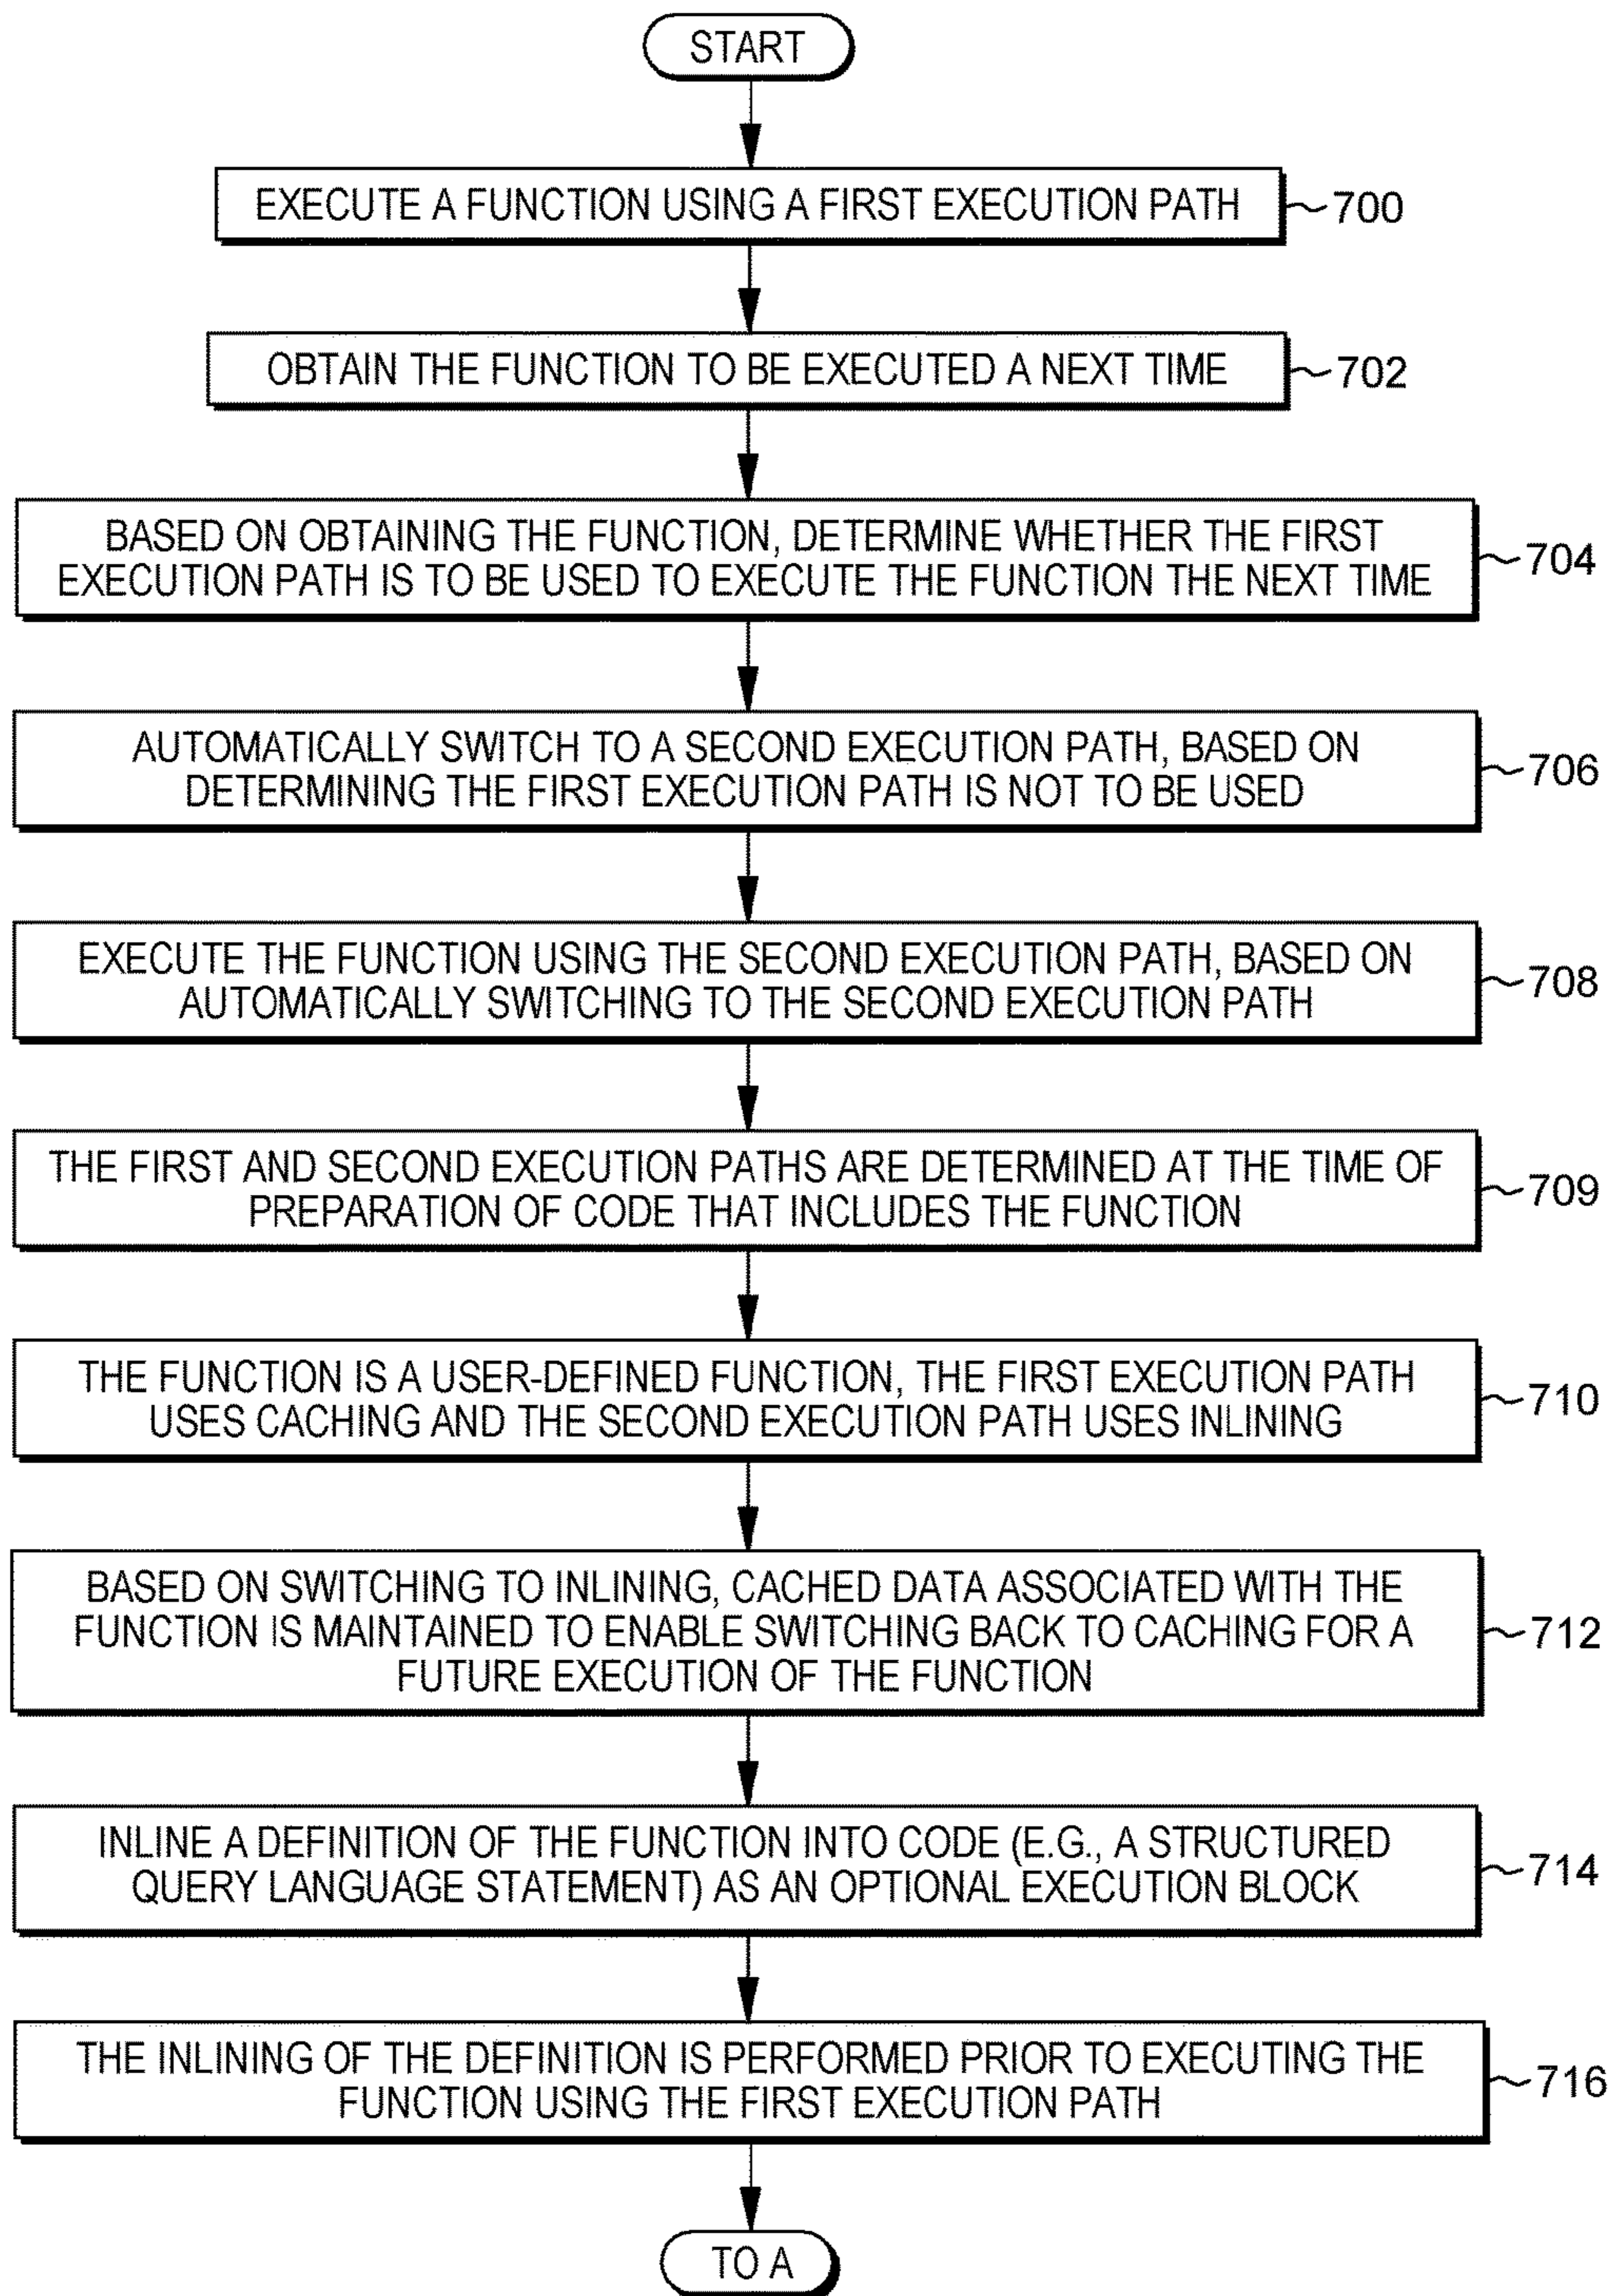 START
EXECUTE A FUNCTION USING A FIRST EXECUTION PATH
700
OBTAIN THE FUNCTION TO BE EXECUTED A NEXT TIME
702
BASED ON OBTAINING THE FUNCTION, DETERMINE WHETHER THE FIRST
EXECUTION PATH IS TO BE USED TO EXECUTE THE FUNCTION THE NEXT TIME
704
AUTOMATICALLY SWITCH TO A SECOND EXECUTION PATH, BASED ON
DETERMINING THE FIRST EXECUTION PATH IS NOT TO BE USED
706
EXECUTE THE FUNCTION USING THE SECOND EXECUTION PATH, BASED ON
AUTOMATICALLY SWITCHING TO THE SECOND EXECUTION PATH
708
THE FIRST AND SECOND EXECUTION PATHS ARE DETERMINED AT THE TIME OF
PREPARATION OF CODE THAT INCLUDES THE FUNCTION
709
THE FUNCTION IS A USER-DEFINED FUNCTION, THE FIRST EXECUTION PATH
USES CACHING AND THE SECOND EXECUTION PATH USES INLINING
710
BASED ON SWITCHING TO INLINING, CACHED DATA ASSOCIATED WITH THE
FUNCTION IS MAINTAINED TO ENABLE SWITCHING BACK TO CACHING FOR A
FUTURE EXECUTION OF THE FUNCTION
712
INLINE A DEFINITION OF THE FUNCTION INTO CODE (E.G., A STRUCTURED
QUERY LANGUAGE STATEMENT) AS AN OPTIONAL EXECUTION BLOCK
714
THE INLINING OF THE DEFINITION IS PERFORMED PRIOR TO EXECUTING THE
FUNCTION USING THE FIRST EXECUTION PATH
716
TO A